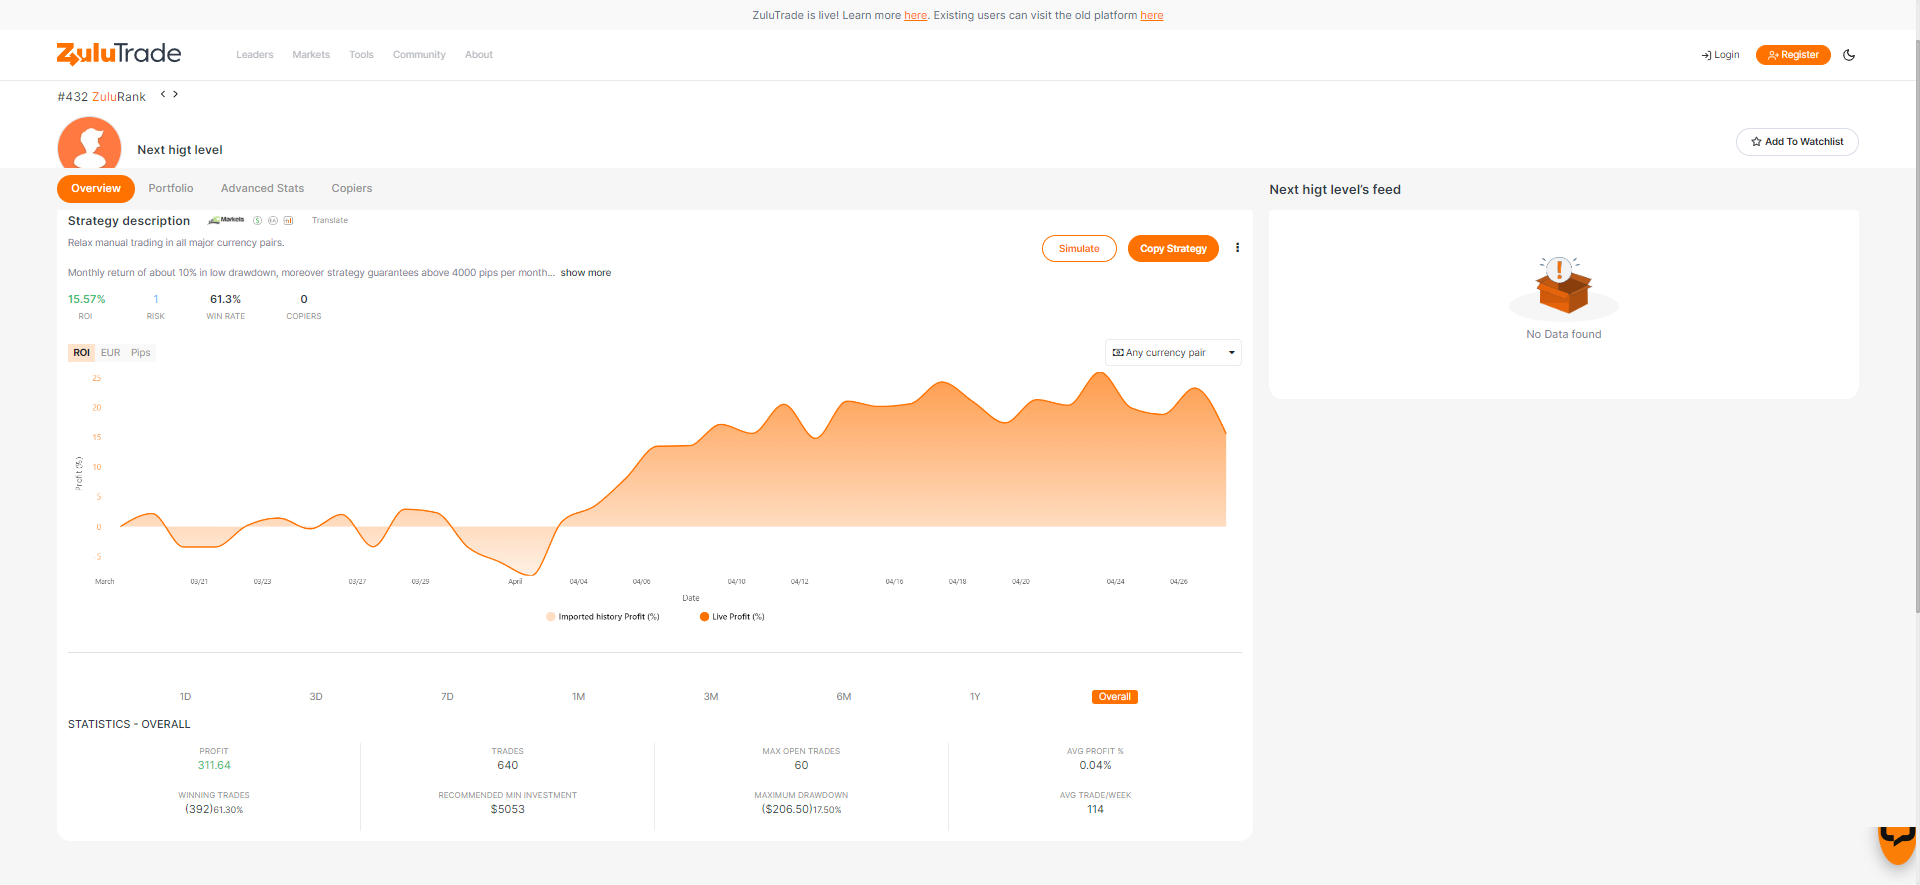 ZuluTrade is live! Learn more here. Existing users can visit the old platform here
ZuluTrade
Leaders Markets Tools Community About
Login Register
#432 ZuluRank
Next higt level
Add To Watchlist
Overview Portfolio Advanced Stats Copiers
Next higt level's feed
Strategy description Markets Translate
Relax manual trading in all major currency pairs.
Simulate Copy Strategy
Monthly return of about 10% in low drawdown, moreover strategy guarantees above 4000 pips per month... show more
15.57% 1 61.3% 0
ROI RISK WIN RATE COPIERS
No Data found
ROI EUR Pips
Any currency pair
25
20
15
10
5
0
-5
Profit (%)
March 03/21 03/23 03/27 03/29 April 04/04 04/06 04/10 04/12 04/16 04/18 04/20 04/24 04/26
Date
Imported history Profit (%) Live Profit (%)
1D 3D 7D 1M 3M 6M 1Y Overall
STATISTICS - OVERALL
PROFIT TRADES MAX OPEN TRADES AVG PROFIT %
311.64 640 60 0.04%
WINNING TRADES RECOMMENDED MIN INVESTMENT MAXIMUM DRAWDOWN AVG TRADE/WEEK
(392)61.30% $5053 ($206.50)17.50% 114